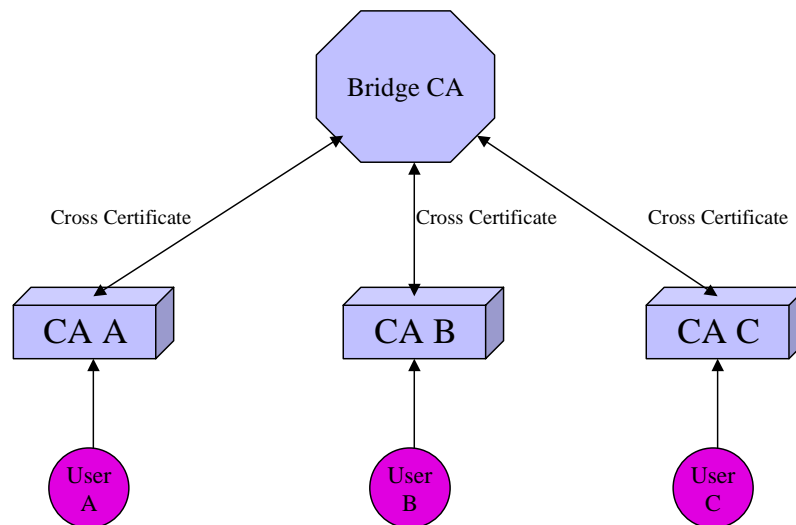 Bridge CA
Cross Certificate
Cross Certificate
Cross Certificate
CA A
CA B
CA C
User
A
User
B
User
C